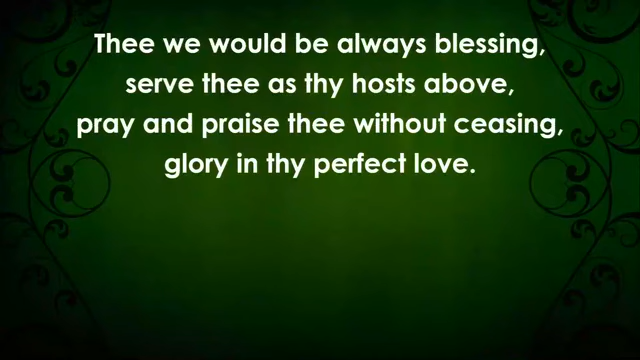 Thee we would be always blessing,
serve thee as thy hosts above,
pray and praise thee without ceasing,
glory in thy perfect love.